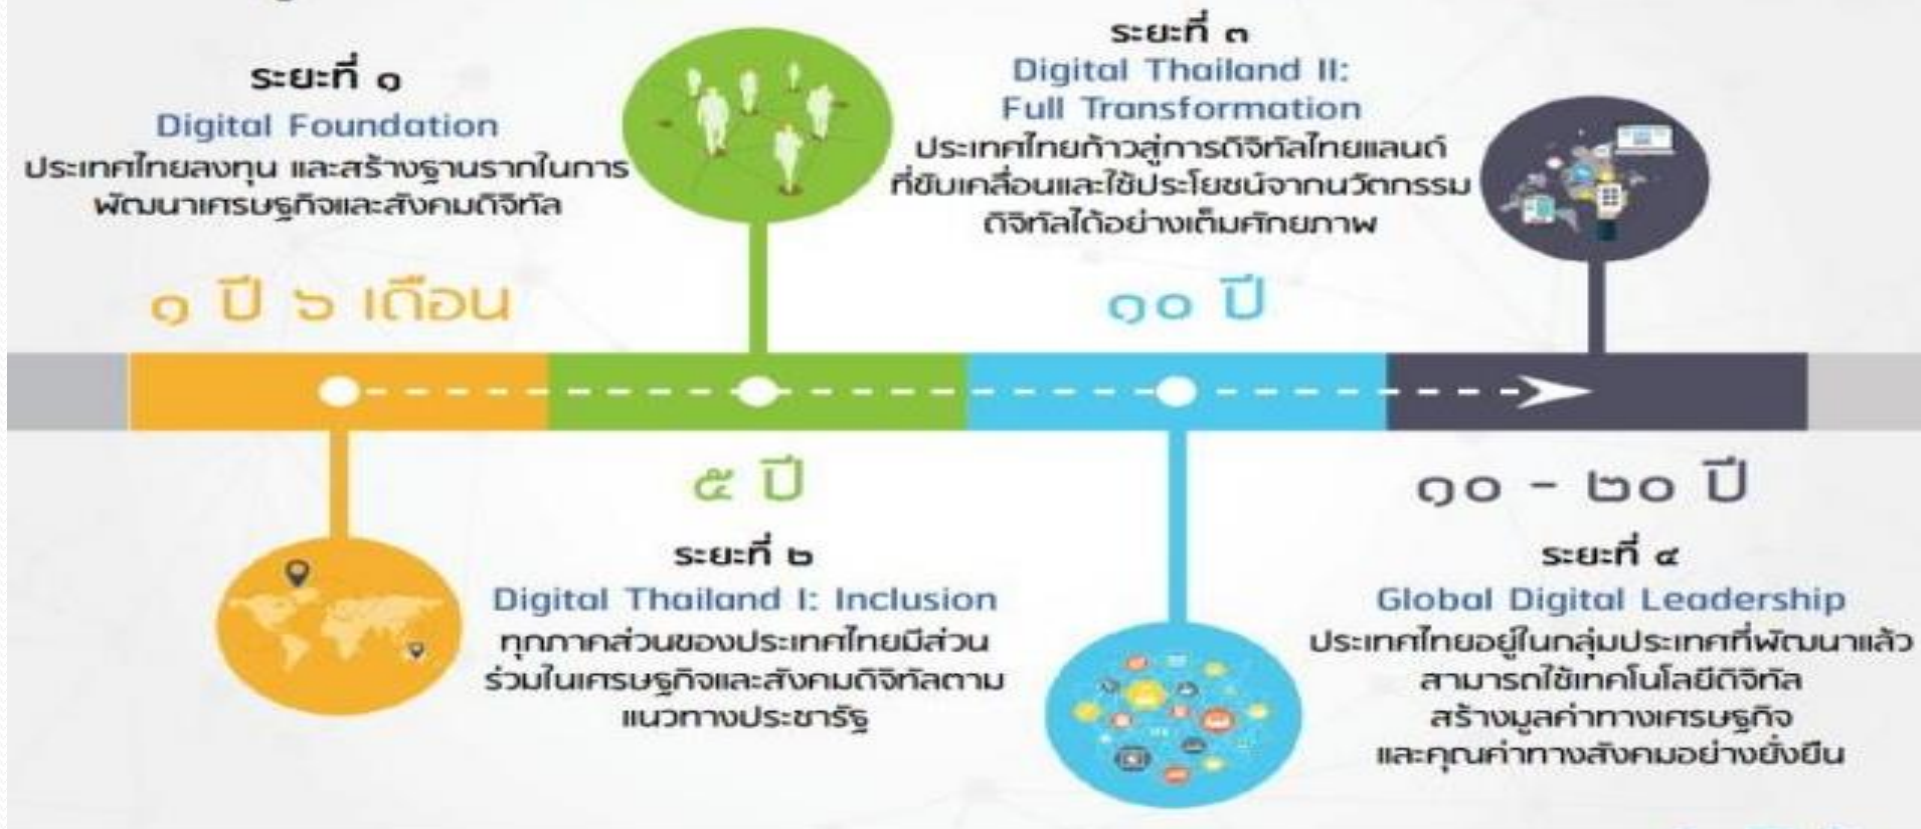 ระยะที่ ๑
Digital Foundation
ประเทศไทยลงทุน และสร้างฐานรากในการ
พัฒนาเศรษฐกิจและสังคมดิจิทัล
๑ ปี ๖ เดือน
๕ ปี
ระยะที่ ๒
Digital Thailand I: Inclusion
ทุกภาคส่วนของประเทศไทยมีส่วน
ร่วมในเศรษฐกิจและสังคมดิจิทัลตาม
แนวทางประชารัฐ
ระยะที่ ๓
Digital Thailand II:
Full Transformation
ประเทศไทยก้าวสู่การดิจิทัลไทยแลนด์
ที่ขับเคลื่อนและใช้ประโยชน์จากนวัตกรรม
ดิจิทัลได้อย่างเต็มศักยภาพ
๑๐ ปี
๑๐ - ๒๐ ปี
ระยะที่ ๔
Global Digital Leadership
ประเทศไทยอยู่ในกลุ่มประเทศที่พัฒนาแล้ว
สามารถใช้เทคโนโลยีดิจิทัล
สร้างมูลค่าทางเศรษฐกิจ
และคุณค่าทางสังคมอย่างยั่งยืน